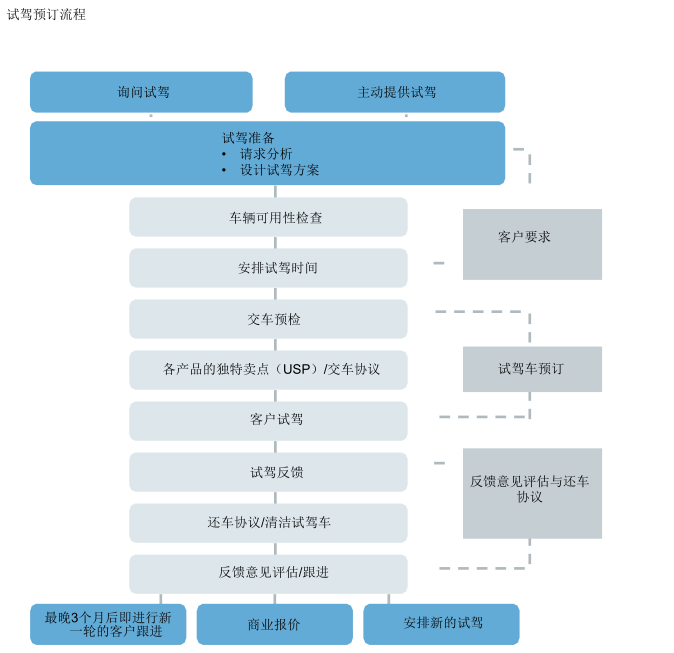 试驾预订流程
询问试驾
主动提供试驾
试驾准备
• 请求分析
• 设计试驾方案
车辆可用性检查
客户要求
安排试驾时间
交车预检
各产品的独特卖点（USP）/交车协议
试驾车预订
客户试驾
试驾反馈
反馈意见评估与还车
协议
还车协议/清洁试驾车
反馈意见评估/跟进
最晚3个月后即进行新
一轮的客户跟进
商业报价
安排新的试驾